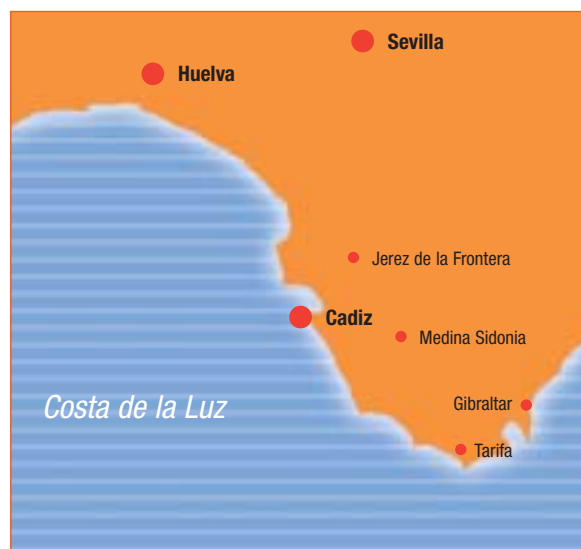 Sevilla
Huelva
Jerez de la Frontera
Cadiz
Medina Sidonia
Costa de la Luz
Gibraltar
Tarifa